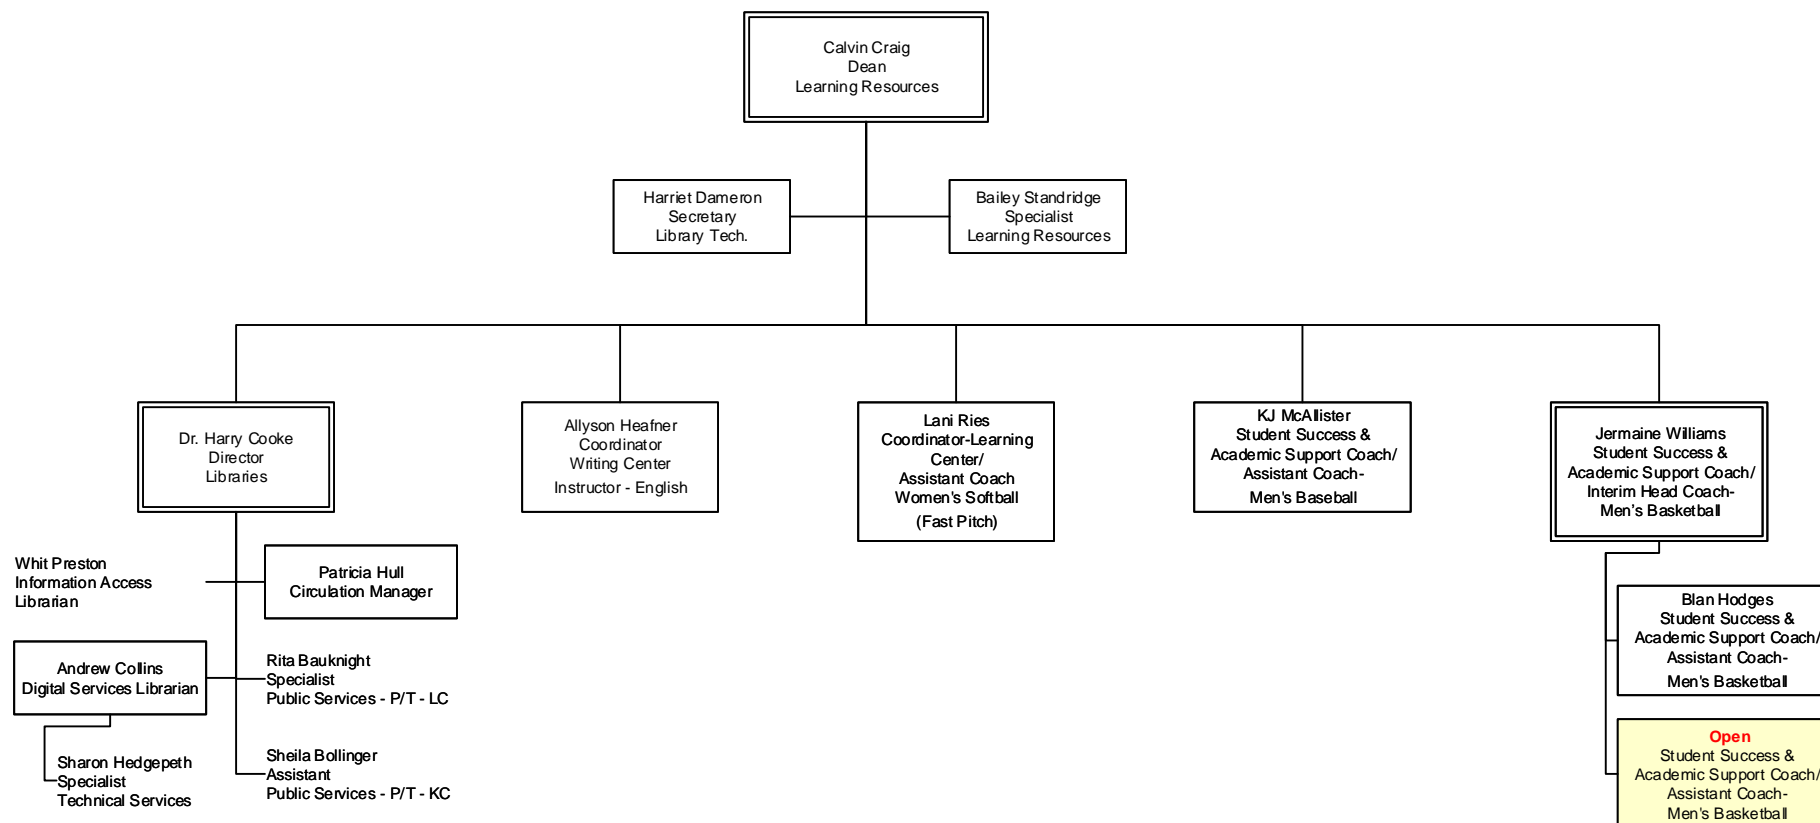 Calvin Craig
Dean
Learning Resources
Harriet Dameron
Secretary
Library Tech.
Bailey Standridge
Specialist
Learning Resources
Dr. Harry Cooke
Director
Libraries
Allyson Heafner
Coordinator
Writing Center
Instructor - English
Lani Ries
Coordinator-Learning
Center/
Assistant Coach
Women's Softball
(Fast Pitch)
KJ McAllister
Student Success &
Academic Support Coach/
Assistant Coach-
Men's Baseball
Jermaine Williams
Student Success &
Academic Support Coach/
Interim Head Coach-
Men's Basketball
Whit Preston
Information Access
Librarian
Patricia Hull
Circulation Manager
Andrew Collins
Digital Services Librarian
Rita Bauknight
Specialist
Public Services - P/T - LC
Sharon Hedgepeth
Specialist
Technical Services
Sheila Bollinger
Assistant
Public Services - P/T - KC
Blan Hodges
Student Success &
Academic Support Coach/
Assistant Coach-
Men's Basketball
Open
Student Success &
Academic Support Coach/
Assistant Coach-
Men's Basketball